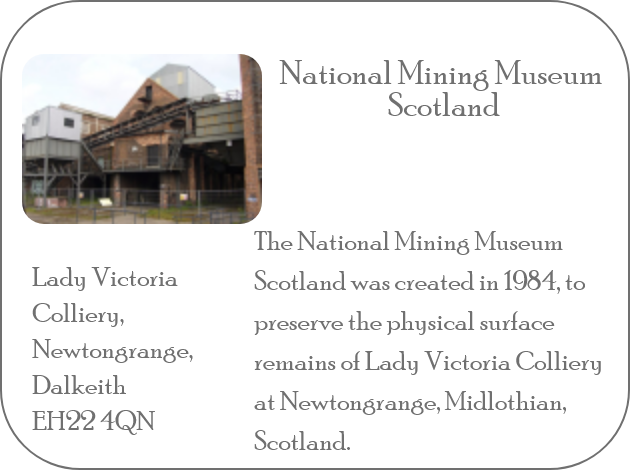 National Mining Museum
Scotland
Lady Victoria
Colliery,
Newtongrange,
Dalkeith
EH22 4QN
The National Mining Museum
Scotland was created in 1984, to
preserve the physical surface
remains of Lady Victoria Colliery
at Newtongrange, Midlothian,
Scotland.